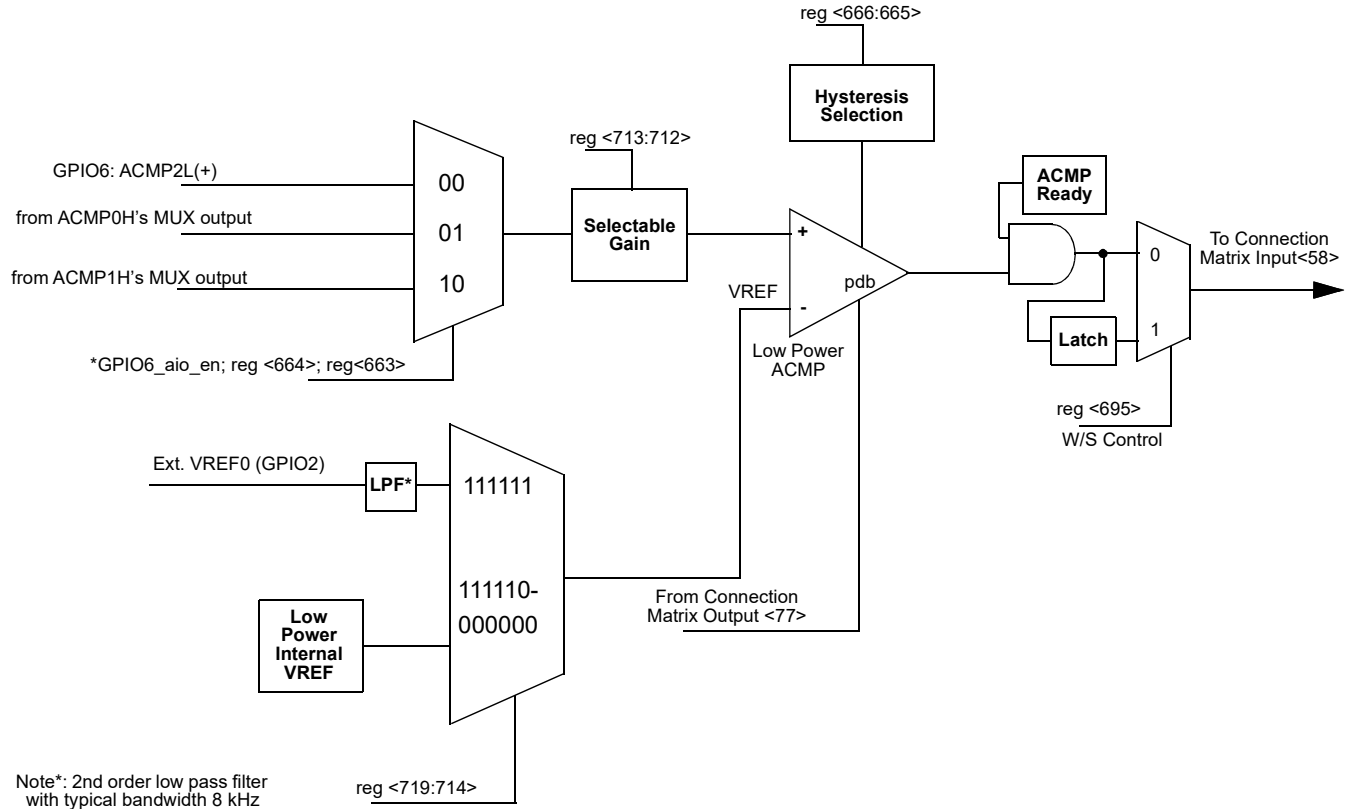 reg <666:665>
Hysteresis
Selection
reg <713:712>
GPIO6: ACMP2L(+)
00
from ACMP0H's MUX output
01
from ACMP1H's MUX output
10
Selectable
Gain
+
VREF
-
pdb
Low Power
ACMP
ACMP
Ready
0
Latch
1
To Connection
Matrix Input<58>
*GPIO6_aio_en; reg <664>; reg<663>
reg <695>
W/S Control
Ext. VREF0 (GPIO2)
LPF*
111111
111110-
000000
Low
Power
Internal
VREF
From Connection
Matrix Output <77>
Note*: 2nd order low pass filter
with typical bandwidth 8 kHz
reg <719:714>